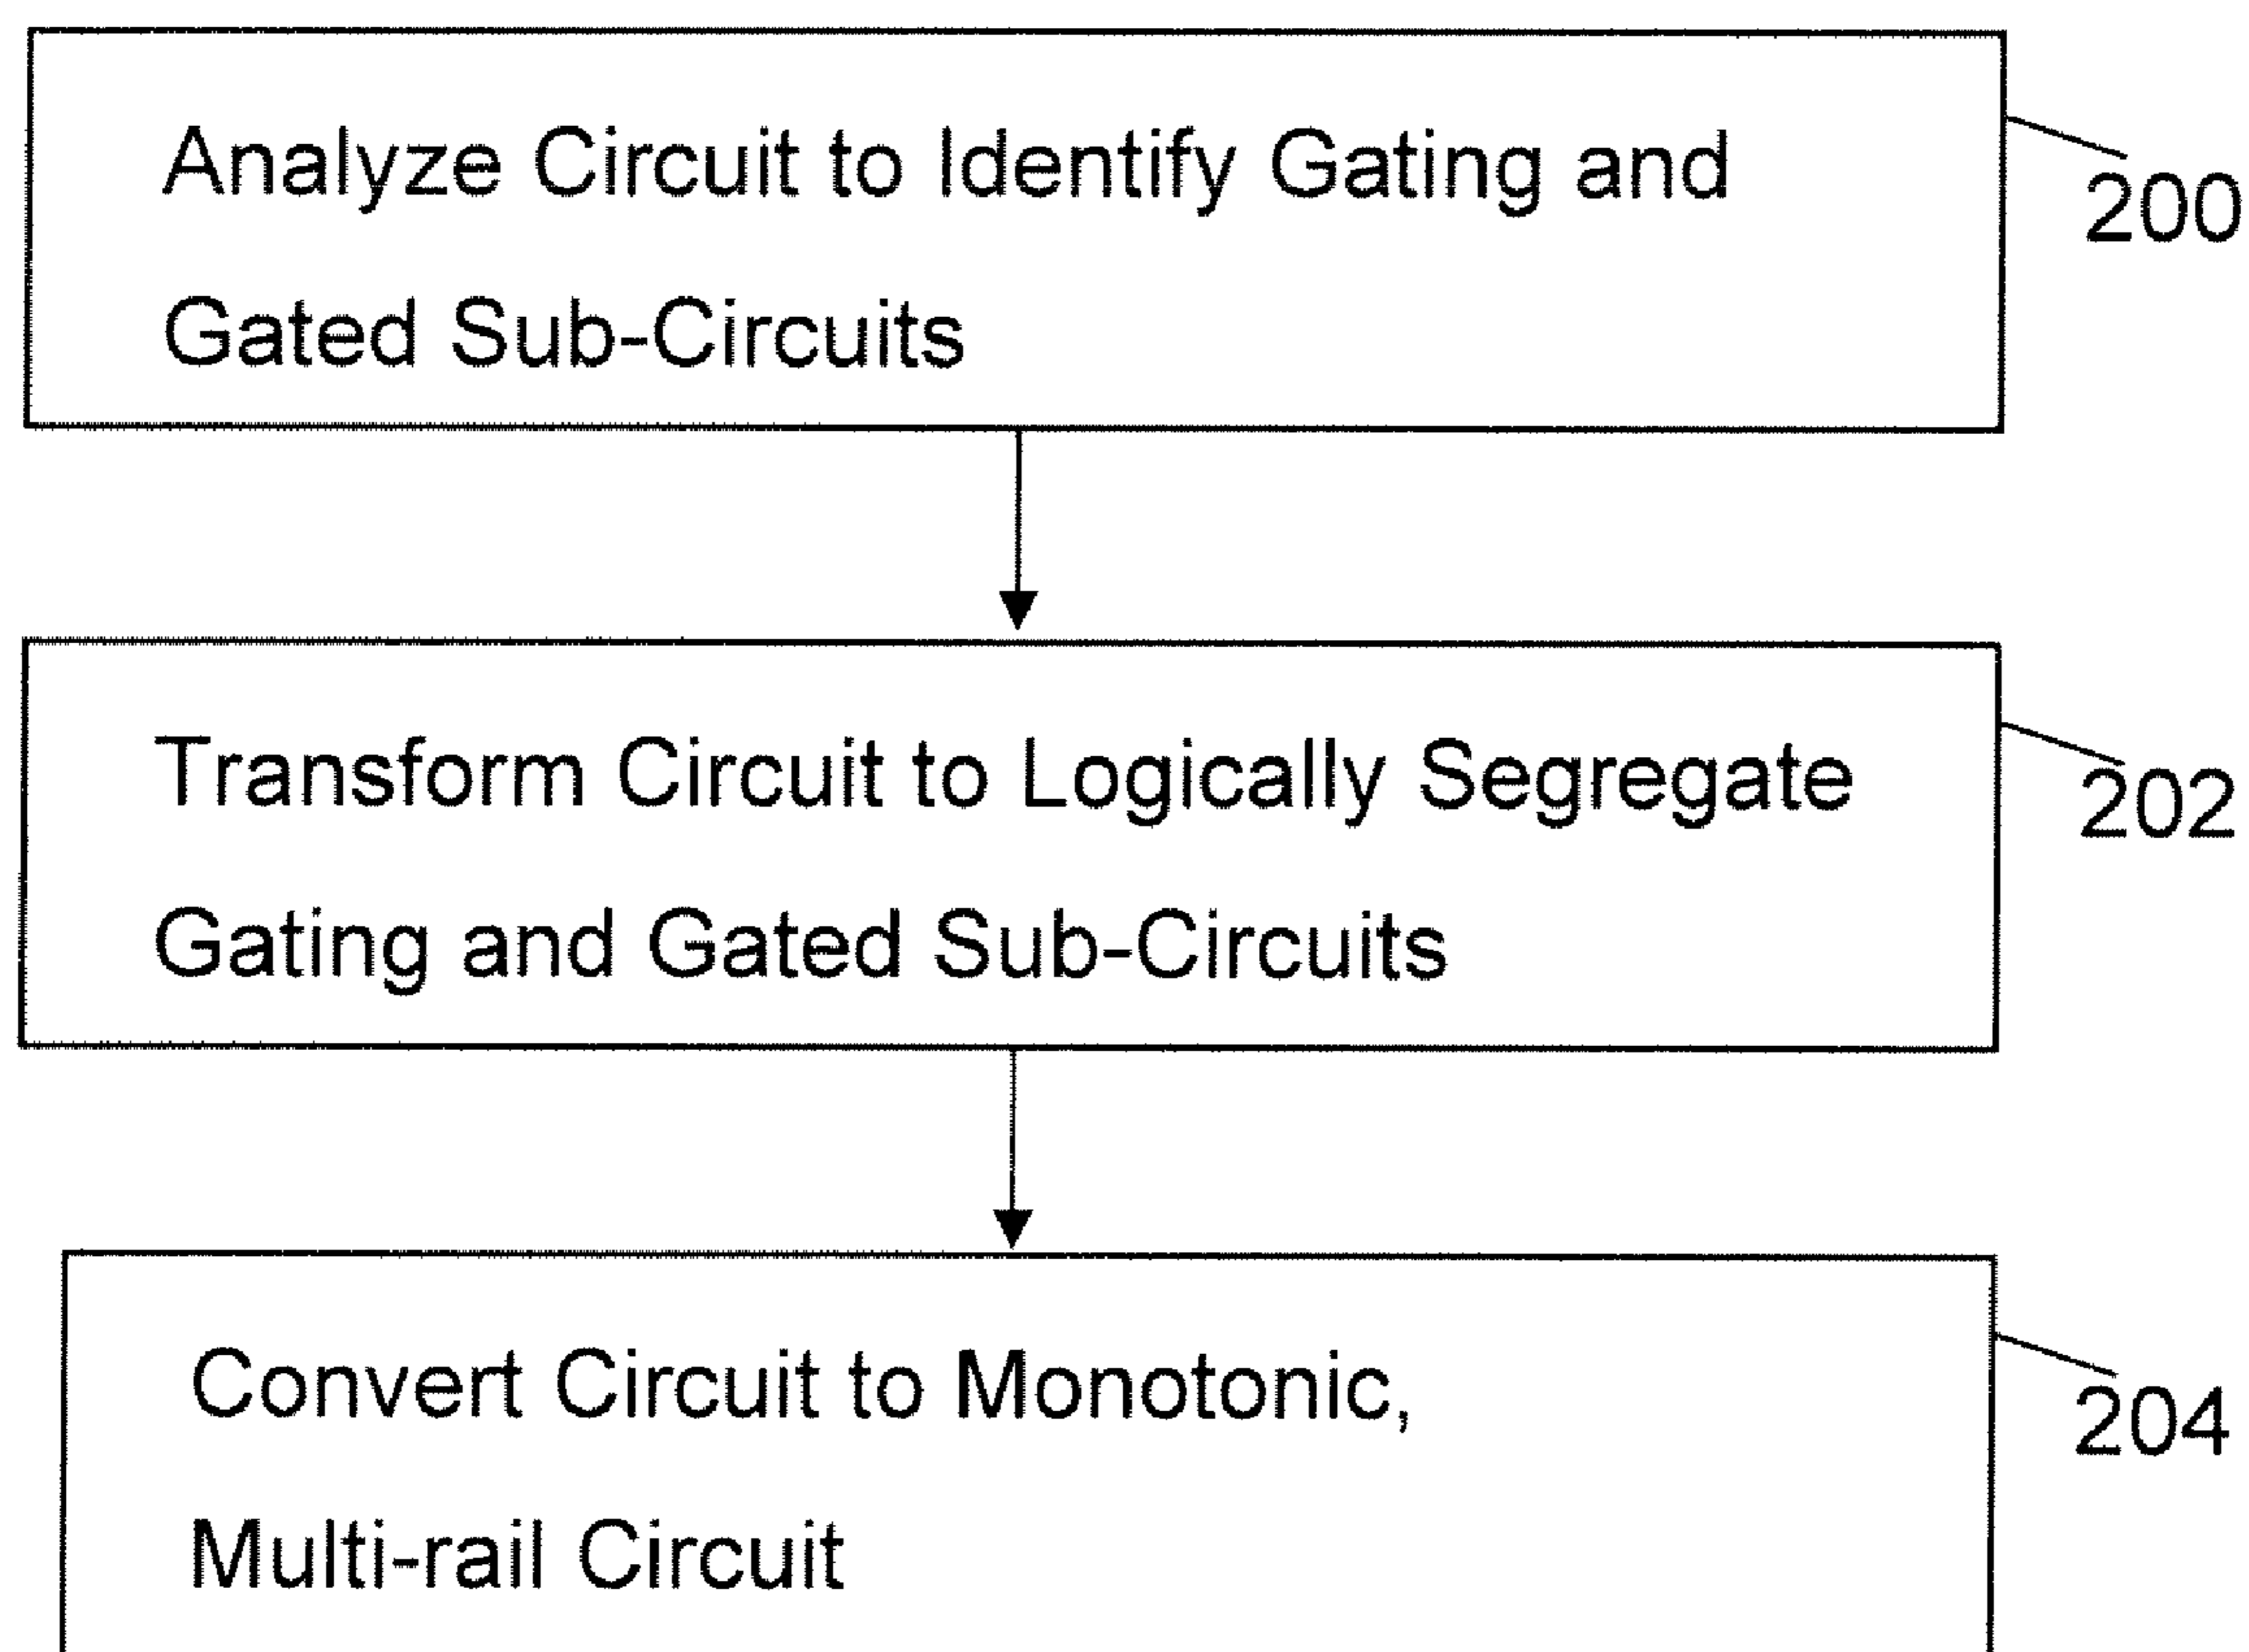 Analyze Circuit to Identify Gating and
Gated Sub-Circuits
200
Transform Circuit to Logically Segregate
Gating and Gated Sub-Circuits
202
Convert Circuit to Monotonic,
Multi-rail Circuit
204